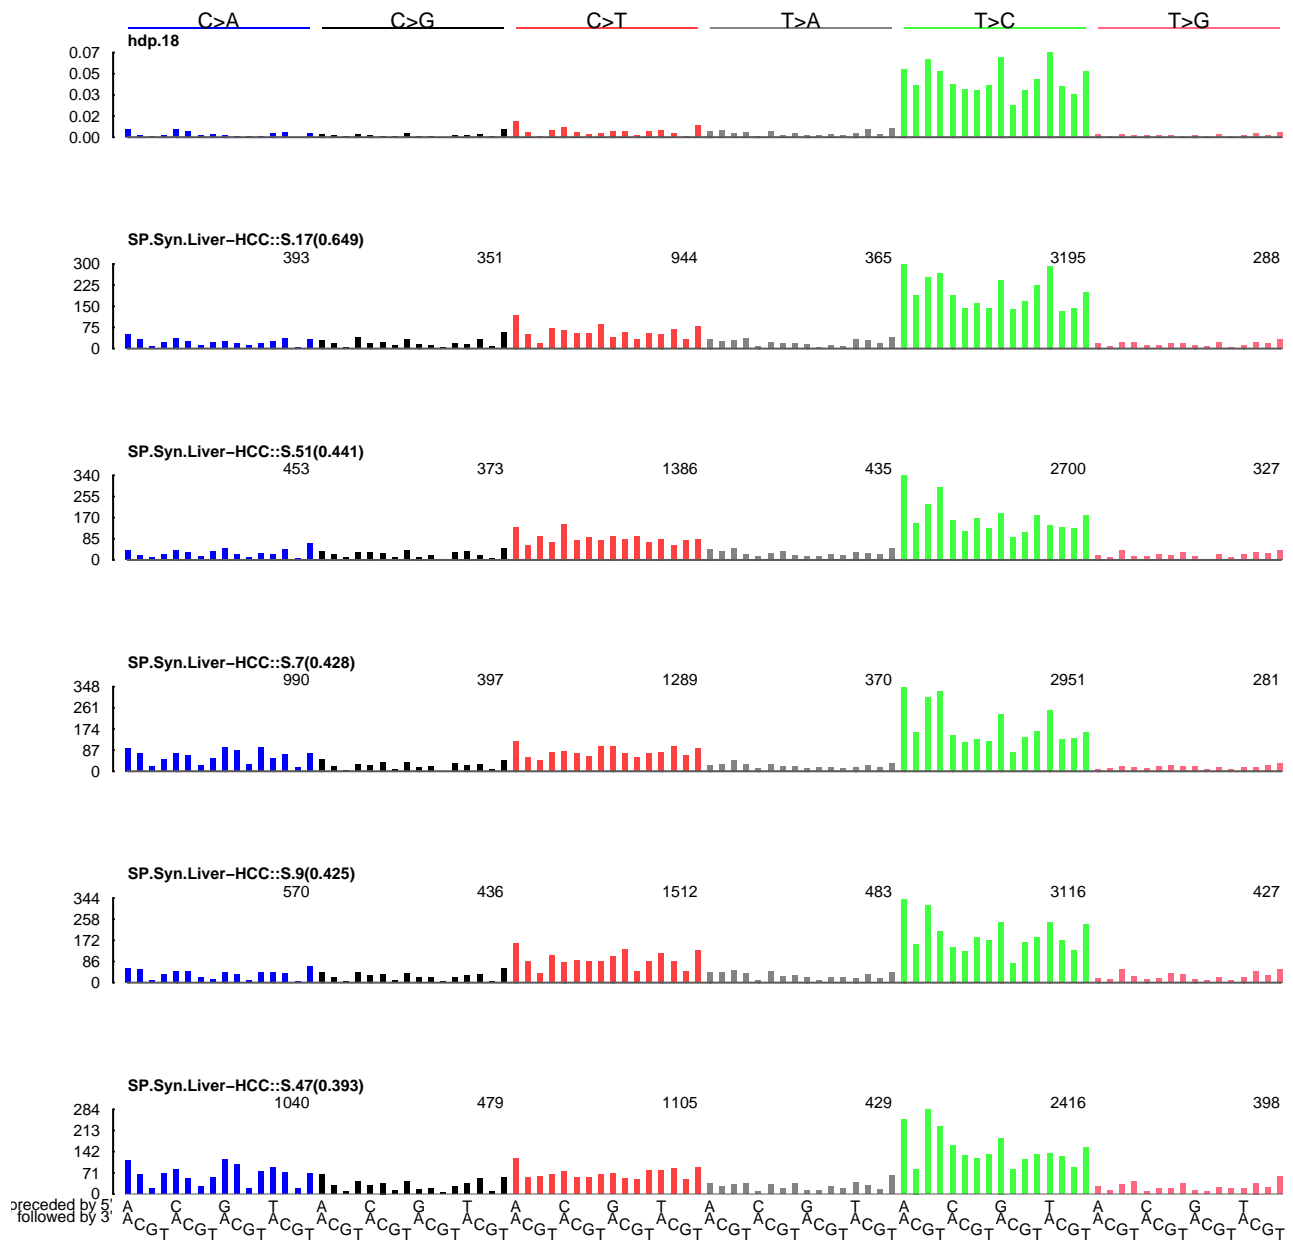 C>A C>G C>T T>A T>C T>G
hdp.18
0.07
0.05
0.03
0.02
0.00
SP.Syn.Liver−HCC::S.17(0.649)
393 351 944 365 3195 288
300
225
150
75
0
SP.Syn.Liver−HCC::S.51(0.441)
453 373 1386 435 2700 327
340
255
170
85
0
SP.Syn.Liver−HCC::S.7(0.428)
990 397 1289 370 2951 281
348
261
174
87
0
SP.Syn.Liver−HCC::S.9(0.425)
570 436 1512 483 3116 427
344
258
172
86
0
SP.Syn.Liver−HCC::S.47(0.393)
1040 479 1105 429 2416 398
284
213
142
71
0
preceded by 5' A C G T A C G T A C G T A C G T A C G T A C G T
followed by 3' A C G T A C G T A C G T A C G T A C G T A C G T A C G T A C G T A C G T A C G T A C G T A C G T A C G T A C G T A C G T A C G T A C G T A C G T A C G T A C G T A C G T A C G T A C G T A C G T